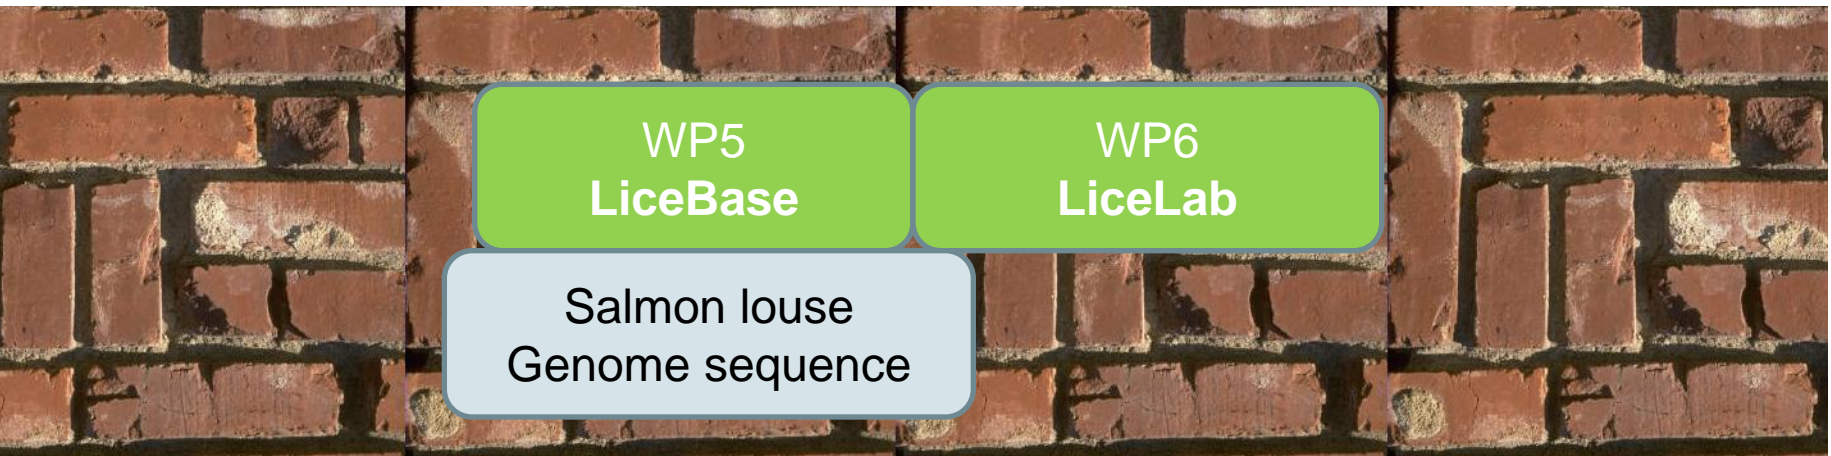 WP5
LiceBase
WP6
LiceLab
Salmon louse
Genome sequence